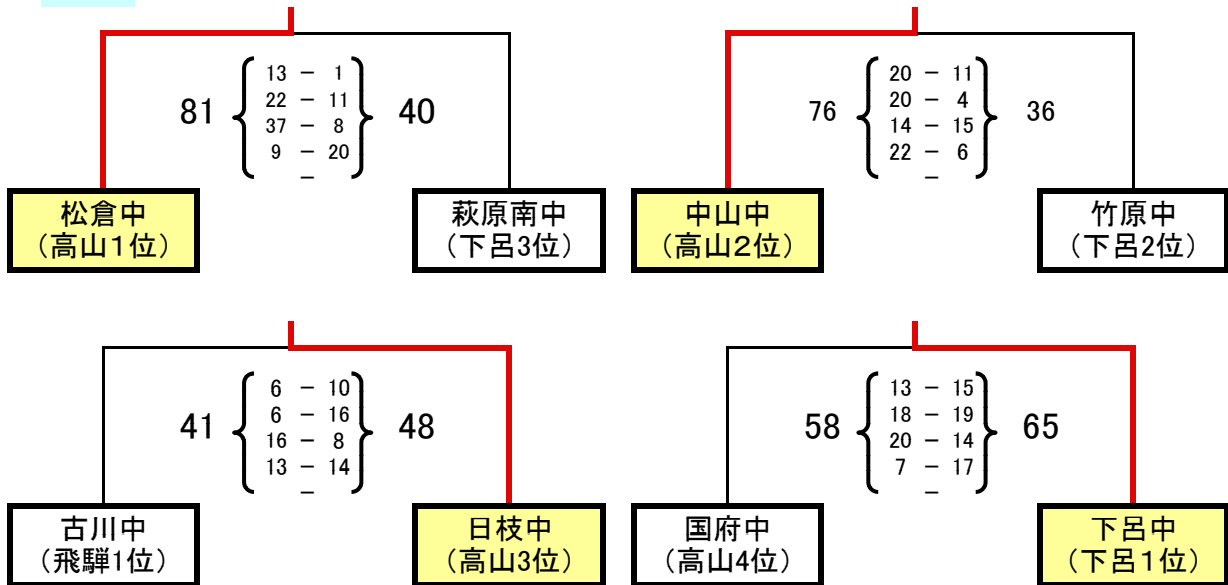 81
13 － 1
22 － 11
37 － 8
9 － 20
－
40
松倉中
（高山１位）
萩原南中
（下呂3位）
76
20 － 11
20 － 4
14 － 15
22 － 6
－
36
中山中
（高山２位）
竹原中
（下呂2位）
41
6 － 10
6 － 16
16 － 8
13 － 14
－
48
古川中
（飛騨1位）
日枝中
（高山3位）
58
13 － 15
18 － 19
20 － 14
7 － 17
－
65
国府中
（高山4位）
下呂中
（下呂１位）